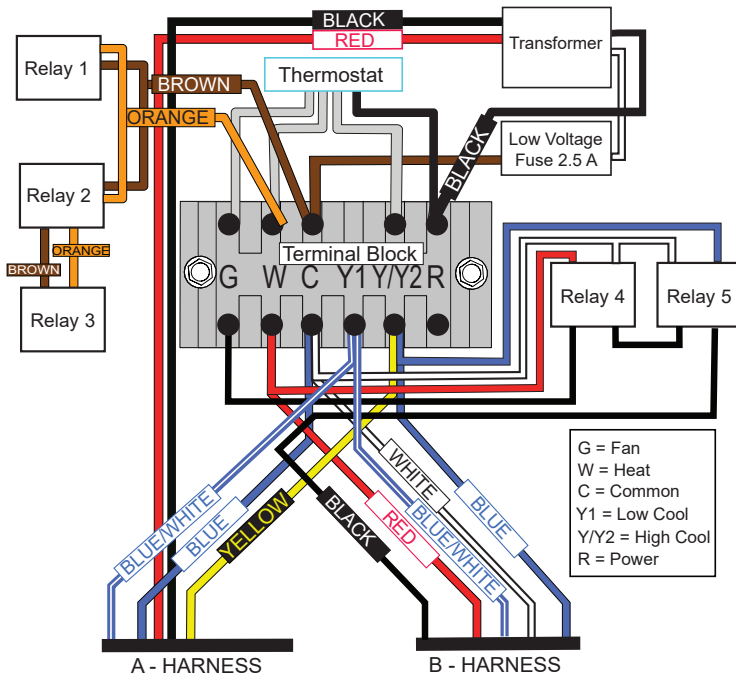 BLACK
RED
Transformer
Relay 1
BROWN
Thermostat
ORANGE
BLACK
Low Voltage
Fuse 2.5 A
Relay 2
ORANGE
BROWN
Relay 3
Terminal Block
G W C Y1 Y/Y2 R
Relay 4
Relay 5
G = Fan
W = Heat
C = Common
Y1 = Low Cool
Y/Y2 = High Cool
R = Power
BLUE/WHITE
BLUE
YELLOW
BLACK
RED
BLUE/WHITE
WHITE
BLUE
A - HARNESS
B - HARNESS